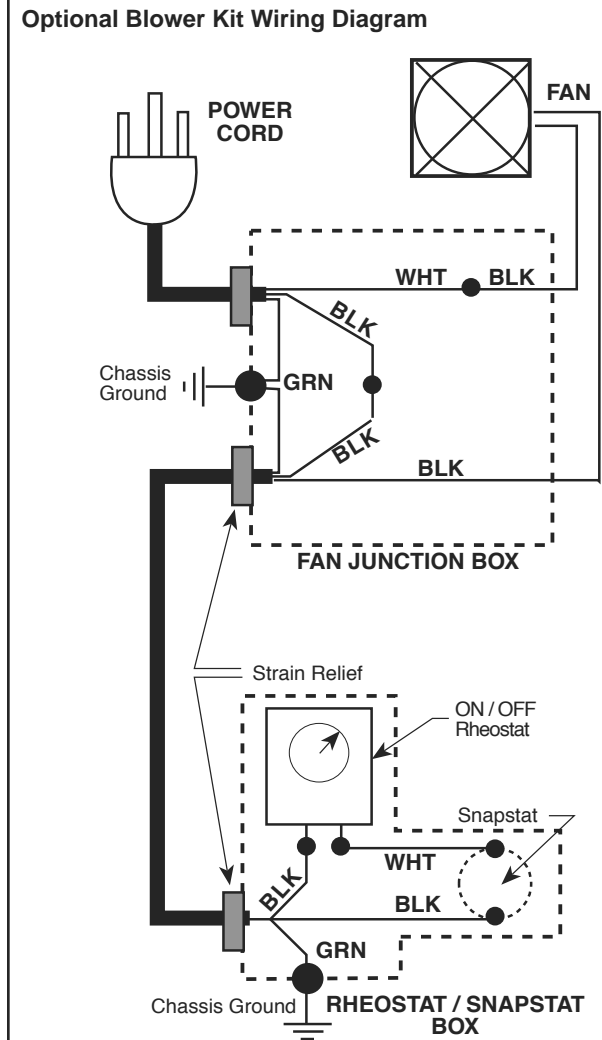 Optional Blower Kit Wiring Diagram
POWER
CORD
FAN
WHT
BLK
BLK
Chassis
Ground
GRN
BLK
BLK
FAN JUNCTION BOX
Strain Relief
ON / OFF
Rheostat
Snapstat
WHT
BLK
BLK
GRN
Chassis Ground
RHEOSTAT / SNAPSTAT
BOX